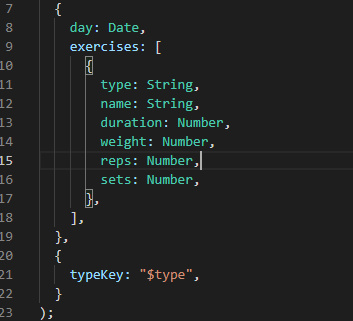 7 {
8 day: Date,
9 exercises: [
10 {
11 type: String,
12 name: String,
13 duration: Number,
14 weight: Number,
15 reps: Number,
16 sets: Number,
17 },
18 ],
19 },
20 {
21 typeKey: "$type",
22 }
23 );